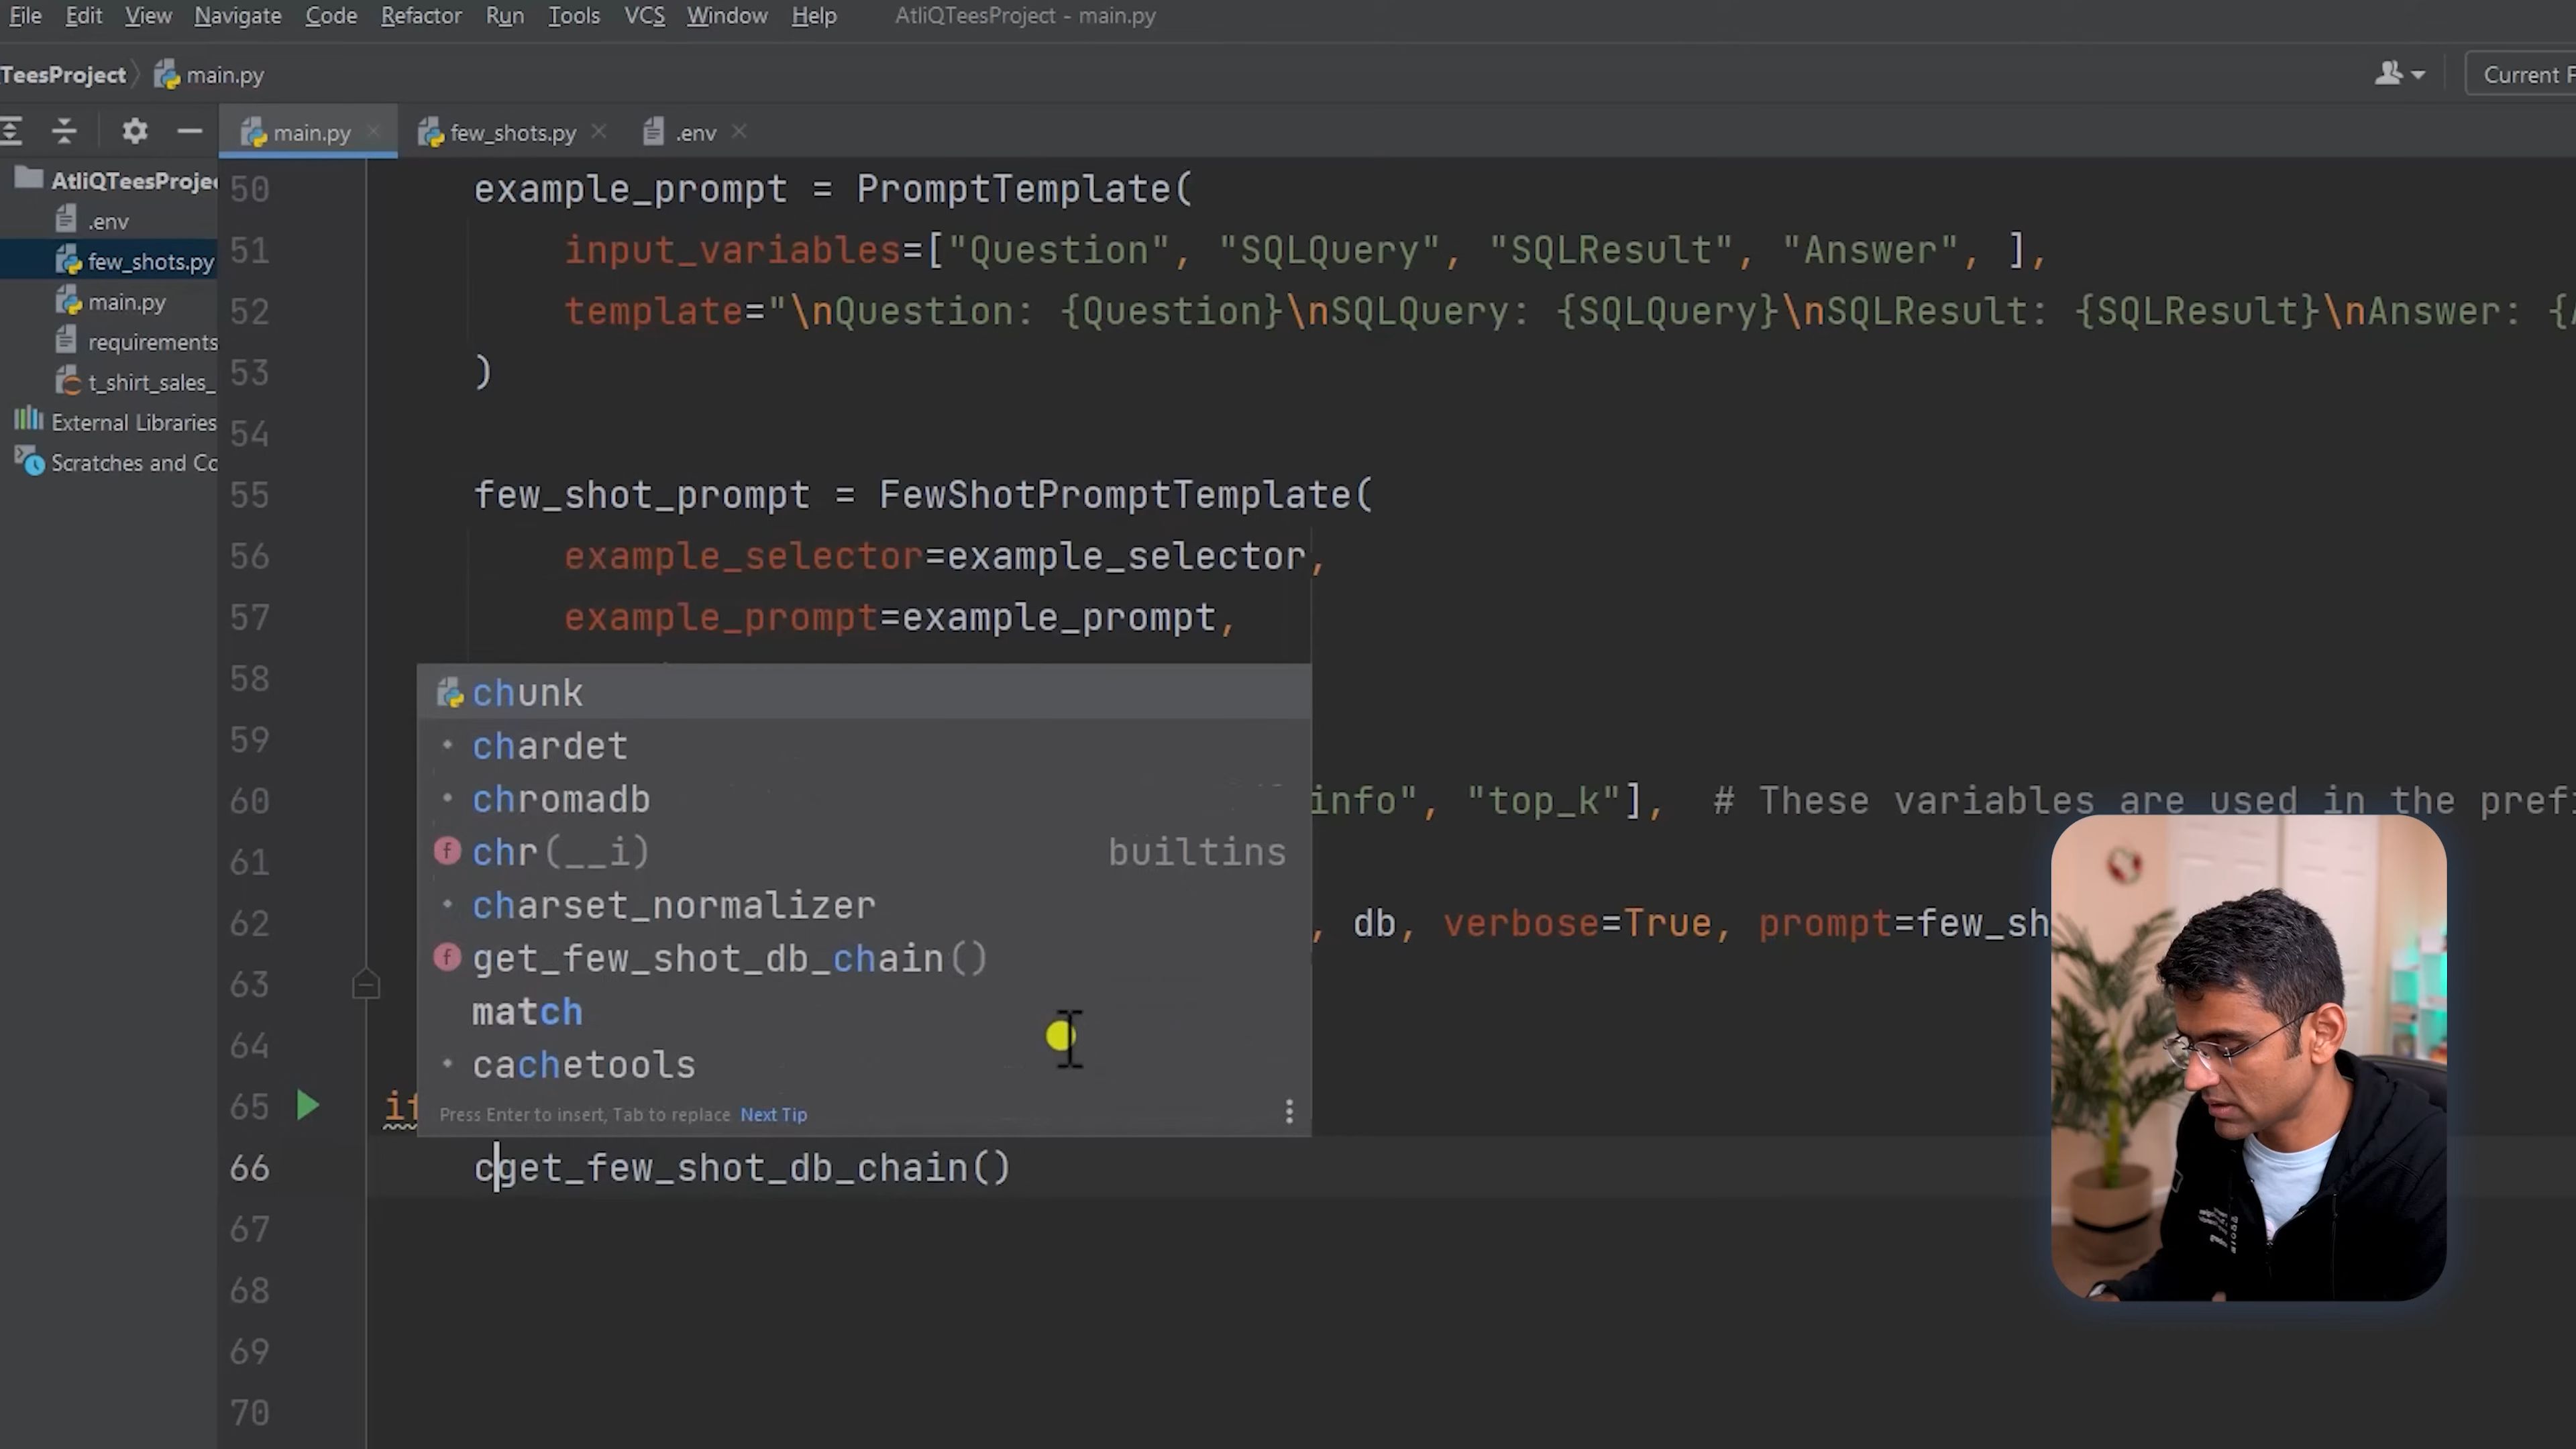 File Edit View Navigate Code Refactor Run Tools VCS Window Help AtliQTeesProject - main.py
TeesProject main.py Current F
main.py few_shots.py .env
AtliQTeesProje
.env
few_shots.py
main.py
requirements
t_shirt_sales_
External Libraries
Scratches and Co
50 example_prompt = PromptTemplate(
51 input_variables=["Question", "SQLQuery", "SQLResult", "Answer", ],
52 template="\nQuestion: {Question}\nSQLQuery: {SQLQuery}\nSQLResult: {SQLResult}\nAnswer: {
53 )
54
55 few_shot_prompt = FewShotPromptTemplate(
56 example_selector=example_selector,
57 example_prompt=example_prompt,
58
59
60 info", "top_k"], # These variables are used in the pref
61
62 , db, verbose=True, prompt=few_sh
63
64
65 if
66 cget_few_shot_db_chain()
67
68
69
70
chunk
chardet
chromadb
chr(__i) builtins
charset_normalizer
get_few_shot_db_chain()
match
cachetools
Press Enter to insert, Tab to replace Next Tip